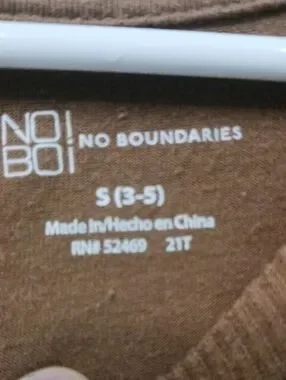 NO!
BO!
NO BOUNDARIES
S (3-5)
Made in/Hecho en China
RN# 52469 21T